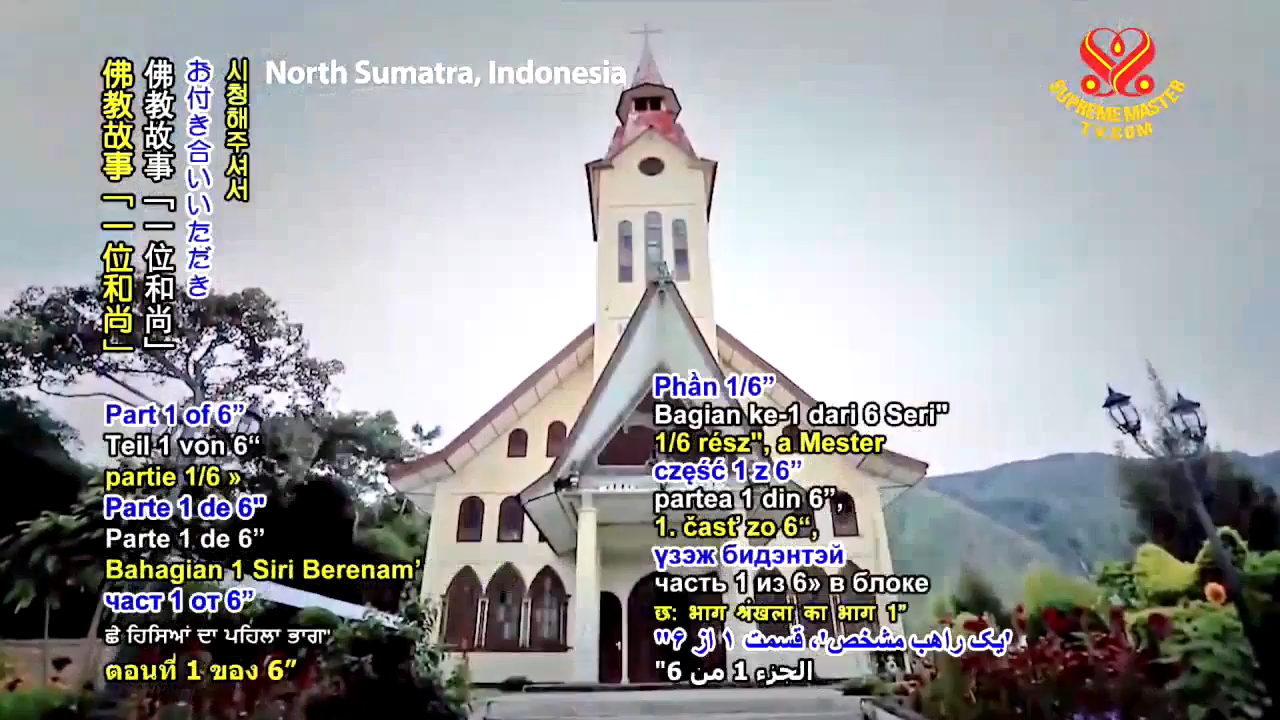 North Sumatra, Indonesia
SUPREME MASTER
TV.COM
시청해주셔서
お付き合いいただき
佛教故事「一位和尚」
佛教故事「一位和尚」
Part 1 of 6”
Teil 1 von 6“
partie 1/6 »
Parte 1 de 6"
Parte 1 de 6”
Bahagian 1 Siri Berenam’
част 1 от 6”
ਛੇ ਹਿਸਿਆਂ ਦਾ ਪਹਿਲਾ ਭਾਗ"
ตอนที่ 1 ของ 6”
Phần 1/6”
Bagian ke-1 dari 6 Seri"
1/6 rész", a Mester
część 1 z 6”
partea 1 din 6”,
1. časť zo 6“,
үзэж бидэнтэй
часть 1 из 6» в блоке
छः भाग श्रंखला का भाग 1”
'یک راهب مشخص'، قسمت ۱ از ۶"
الجزء 1 من 6"